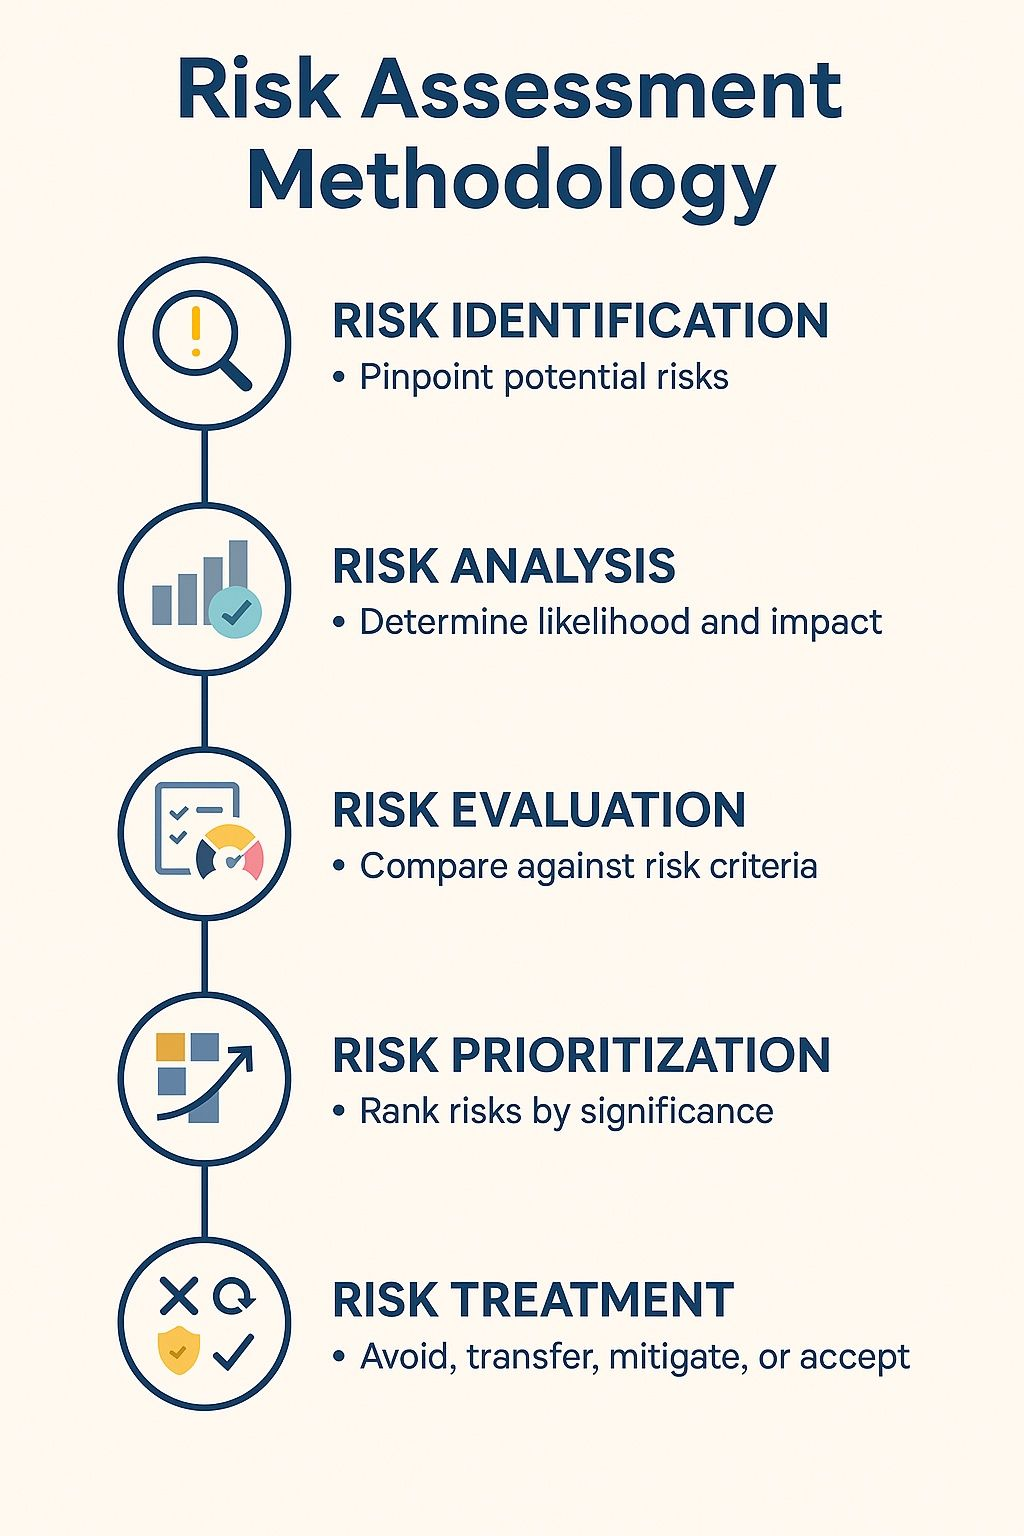 Risk Assessment
Methodology
RISK IDENTIFICATION
• Pinpoint potential risks
RISK ANALYSIS
• Determine likelihood and impact
RISK EVALUATION
• Compare against risk criteria
RISK PRIORITIZATION
• Rank risks by significance
RISK TREATMENT
• Avoid, transfer, mitigate, or accept